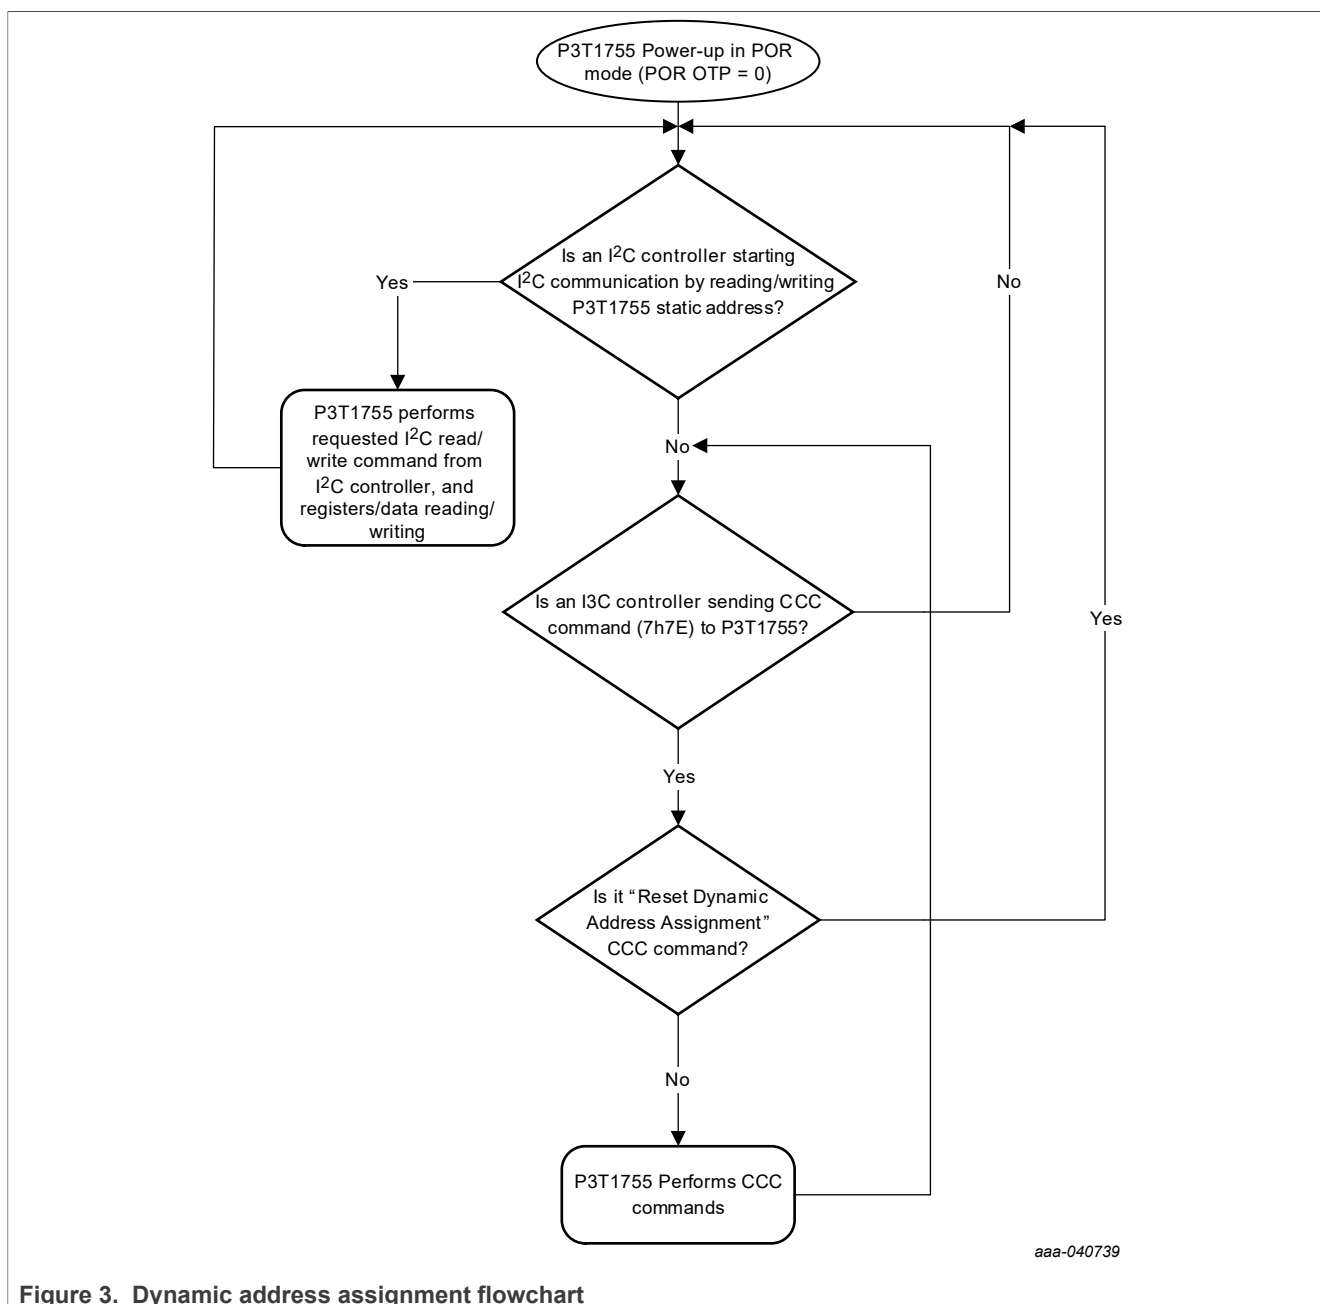 P3T1755 Power-up in POR
mode (POR OTP = 0)
Is an I2C controller starting
I2C communication by reading/writing
P3T1755 static address?
Yes
No
P3T1755 performs
requested I2C read/
write command from
I2C controller, and
registers/data reading/
writing
No
Is an I3C controller sending CCC
command (7h7E) to P3T1755?
Yes
Yes
Is it “Reset Dynamic
Address Assignment”
CCC command?
No
P3T1755 Performs CCC
commands
aaa-040739
Figure 3. Dynamic address assignment flowchart